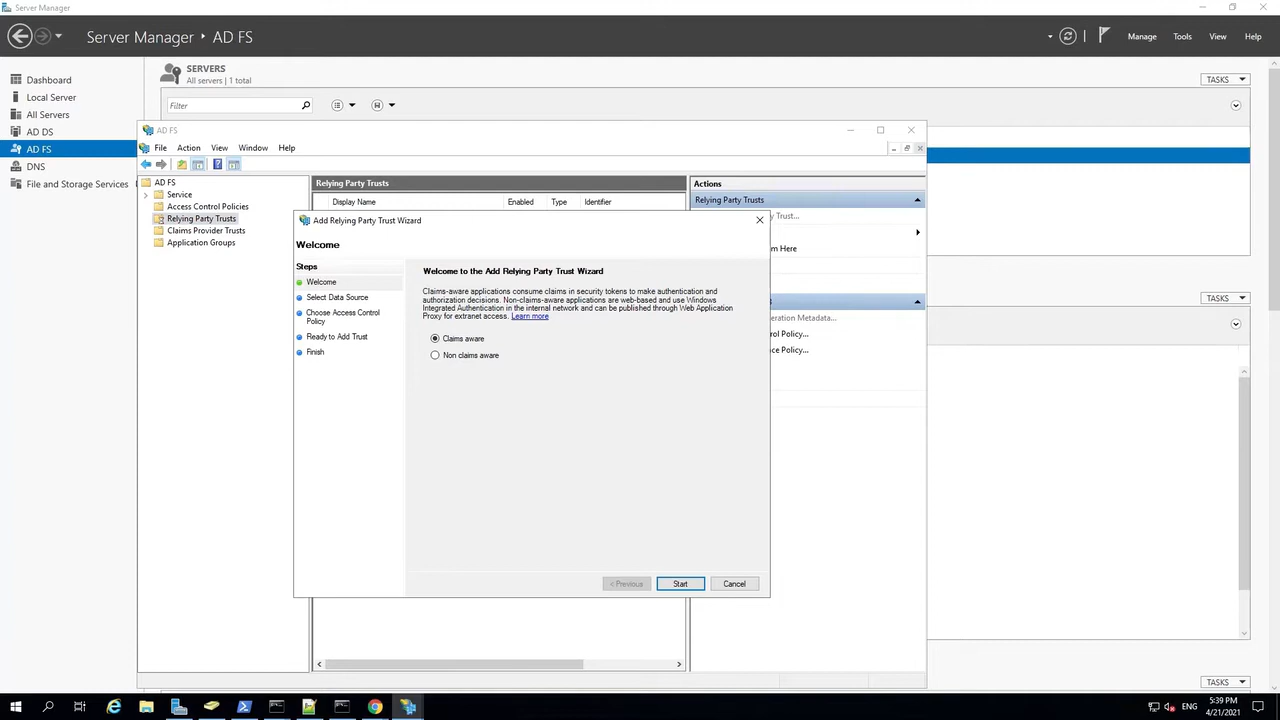 Server Manager
Server Manager ‣ AD FS
Manage
Tools
View
Help
Dashboard
Local Server
All Servers
AD DS
AD FS
DNS
File and Storage Services
SERVERS
All servers | 1 total
TASKS
Filter
AD FS
File
Action
View
Window
Help
AD FS
Service
Access Control Policies
Relying Party Trusts
Claims Provider Trusts
Application Groups
Relying Party Trusts
Display Name
Enabled
Type
Identifier
Actions
Relying Party Trusts
y Trust...
m Here
eration Metadata...
rol Policy...
ce Policy...
Add Relying Party Trust Wizard
Welcome
Steps
Welcome
Select Data Source
Choose Access Control
Policy
Ready to Add Trust
Finish
Welcome to the Add Relying Party Trust Wizard
Claims-aware applications consume claims in security tokens to make authentication and
authorization decisions. Non-claims-aware applications are web-based and use Windows
Integrated Authentication in the internal network and can be published through Web Application
Proxy for extranet access. Learn more
Claims aware
Non claims aware
< Previous
Start
Cancel
TASKS
TASKS
ENG
5:39 PM
4/21/2021